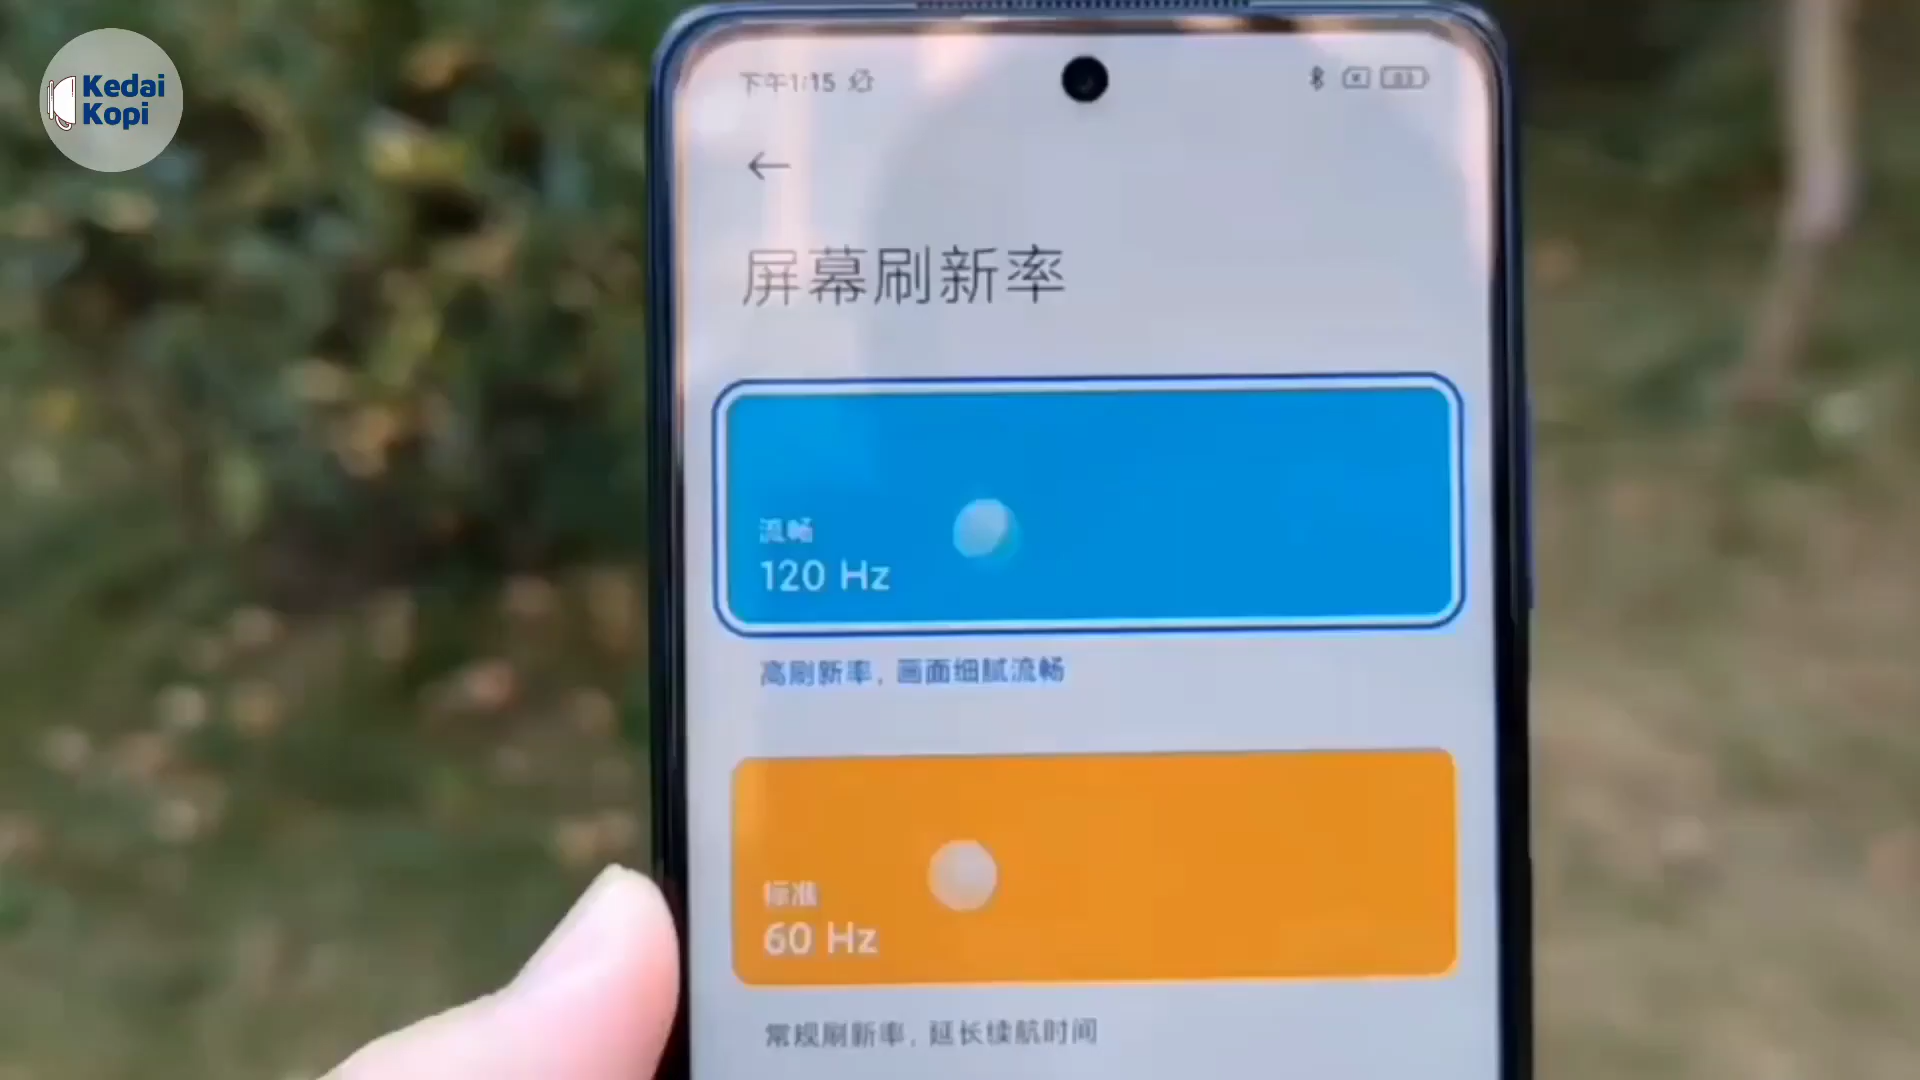 Kedai
Kopi
下午1:15
屏幕刷新率
流畅
120 Hz
高刷新率，画面细腻流畅
标准
60 Hz
常规刷新率，延长续航时间